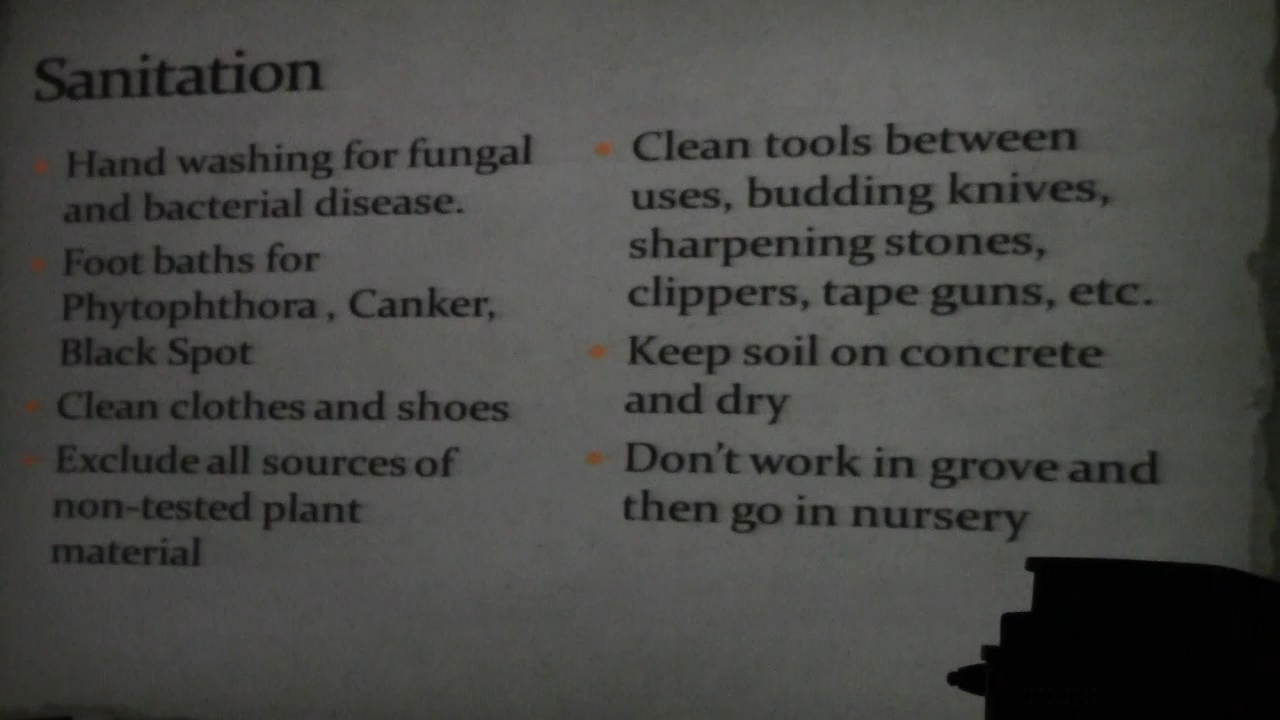 Sanitation
• Hand washing for fungal
and bacterial disease.
• Foot baths for
Phytophthora , Canker,
Black Spot
• Clean clothes and shoes
• Exclude all sources of
non-tested plant
material
• Clean tools between
uses, budding knives,
sharpening stones,
clippers, tape guns, etc.
• Keep soil on concrete
and dry
• Don't work in grove and
then go in nursery